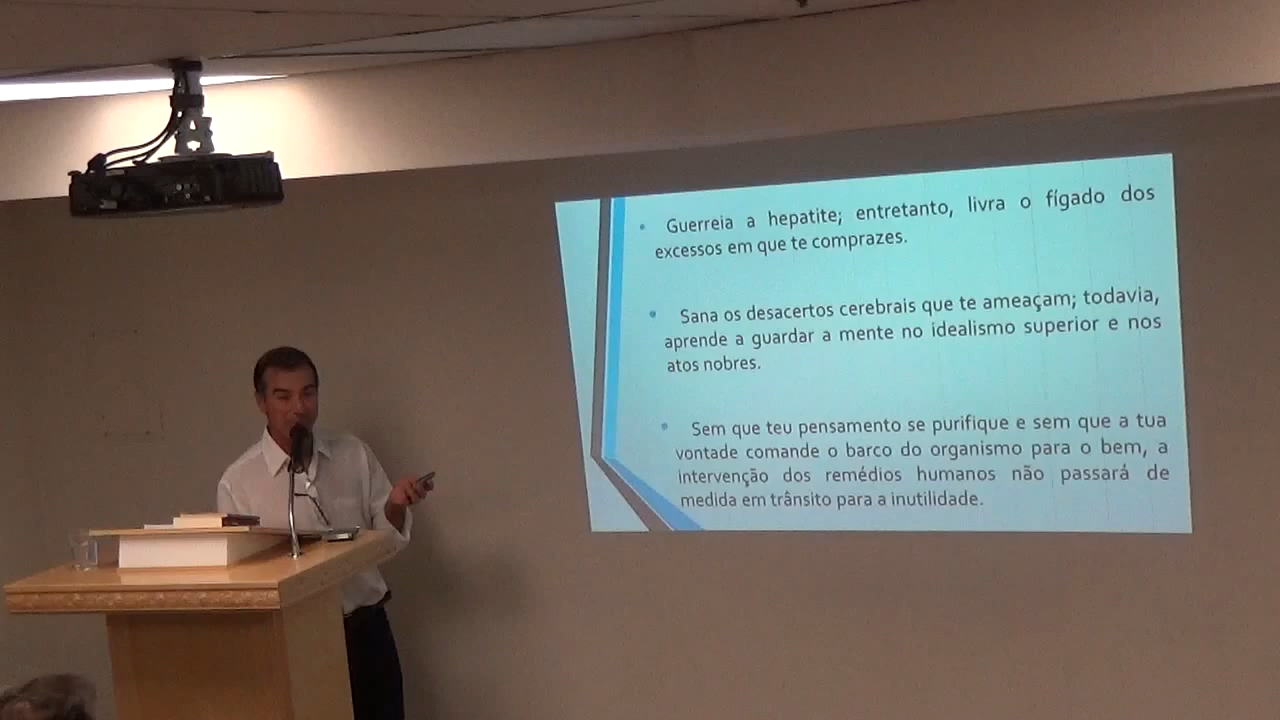 • Guerreia a hepatite; entretanto, livra o fígado dos
excessos em que te comprazes.
• Sana os desacertos cerebrais que te ameaçam; todavia,
aprende a guardar a mente no idealismo superior e nos
atos nobres.
• Sem que teu pensamento se purifique e sem que a tua
vontade comande o barco do organismo para o bem, a
intervenção dos remédios humanos não passará de
medida em trânsito para a inutilidade.